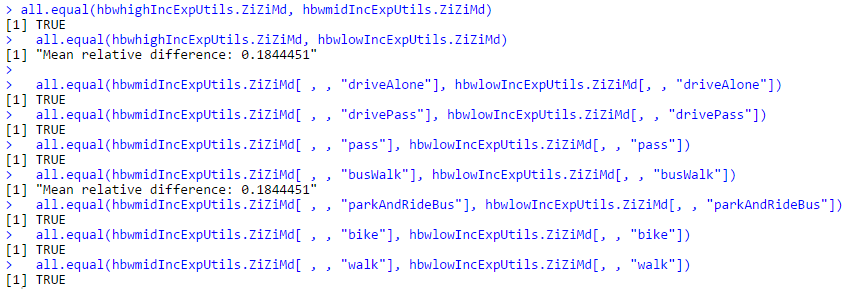 > all.equal(hbwhighIncExpUtils.ZiZiMd, hbwmidIncExpUtils.ZiZiMd)
[1] TRUE
>   all.equal(hbwhighIncExpUtils.ZiZiMd, hbwlowIncExpUtils.ZiZiMd)
[1] "Mean relative difference: 0.1844451"
>
>   all.equal(hbwmidIncExpUtils.ZiZiMd[ , , "driveAlone"], hbwlowIncExpUtils.ZiZiMd[, , "driveAlone"])
[1] TRUE
>   all.equal(hbwmidIncExpUtils.ZiZiMd[ , , "drivePass"], hbwlowIncExpUtils.ZiZiMd[, , "drivePass"])
[1] TRUE
>   all.equal(hbwmidIncExpUtils.ZiZiMd[ , , "pass"], hbwlowIncExpUtils.ZiZiMd[, , "pass"])
[1] TRUE
>   all.equal(hbwmidIncExpUtils.ZiZiMd[ , , "busWalk"], hbwlowIncExpUtils.ZiZiMd[, , "busWalk"])
[1] "Mean relative difference: 0.1844451"
>   all.equal(hbwmidIncExpUtils.ZiZiMd[ , , "parkAndRideBus"], hbwlowIncExpUtils.ZiZiMd[, , "parkAndRideBus"])
[1] TRUE
>   all.equal(hbwmidIncExpUtils.ZiZiMd[ , , "bike"], hbwlowIncExpUtils.ZiZiMd[, , "bike"])
[1] TRUE
>   all.equal(hbwmidIncExpUtils.ZiZiMd[ , , "walk"], hbwlowIncExpUtils.ZiZiMd[, , "walk"])
[1] TRUE